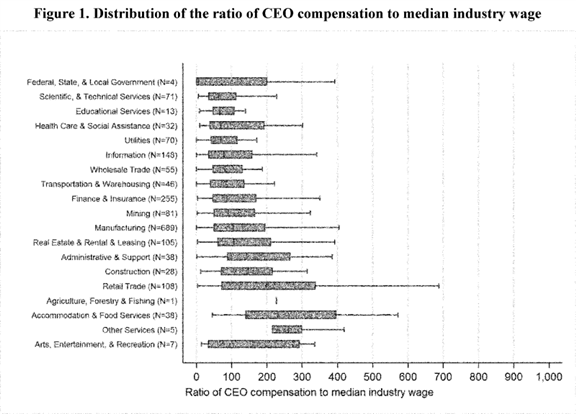 Figure 1. Distribution of the ratio of CEO compensation to median industry wage
Federal, State, & Local Government (N=4)
Scientific, & Technical Services (N=71)
Educational Services (N=13)
Health Care & Social Assistance (N=32)
Utilities (N=70)
Information (N=149)
Wholesale Trade (N=55)
Transportation & Warehousing (N=46)
Finance & Insurance (N=255)
Mining (N=81)
Manufacturing (N=689)
Real Estate & Rental & Leasing (N=105)
Administrative & Support (N=38)
Construction (N=28)
Retail Trade (N=108)
Agriculture, Forestry & Fishing (N=1)
Accommodation & Food Services (N=38)
Other Services (N=5)
Arts, Entertainment, & Recreation (N=7)
0 100 200 300 400 500 600 700 800 900 1,000
Ratio of CEO compensation to median industry wage